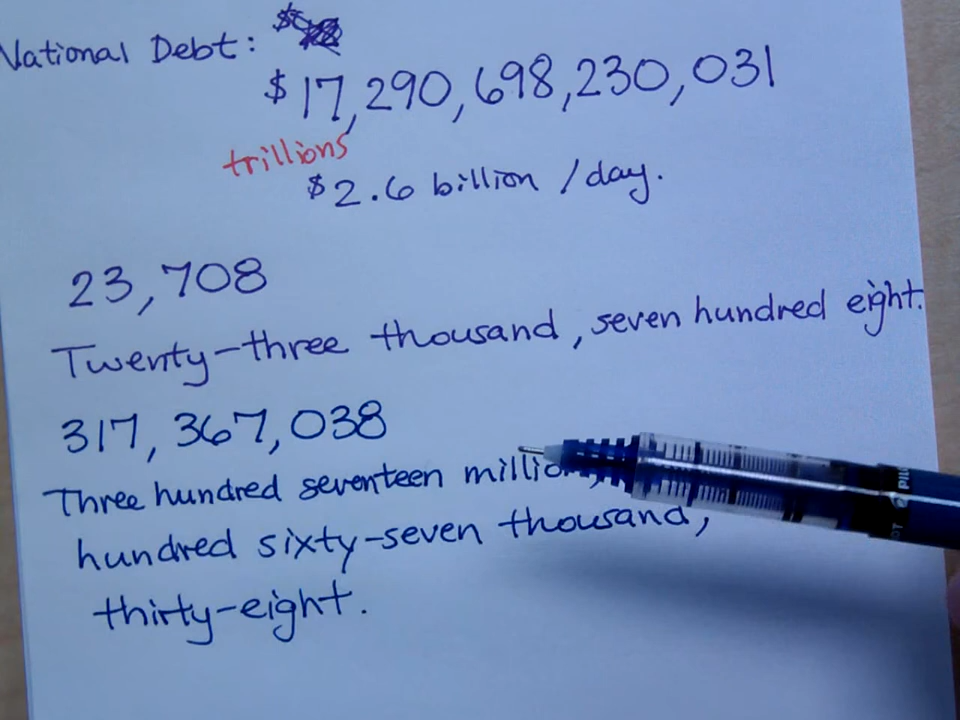 National Debt:
$17,290,698,230,031
trillions
$2.6 billion /day.
23,708
Twenty-three thousand, seven hundred eight.
317,367,038
Three hundred seventeen million,
hundred sixty-seven thousand,
thirty-eight.